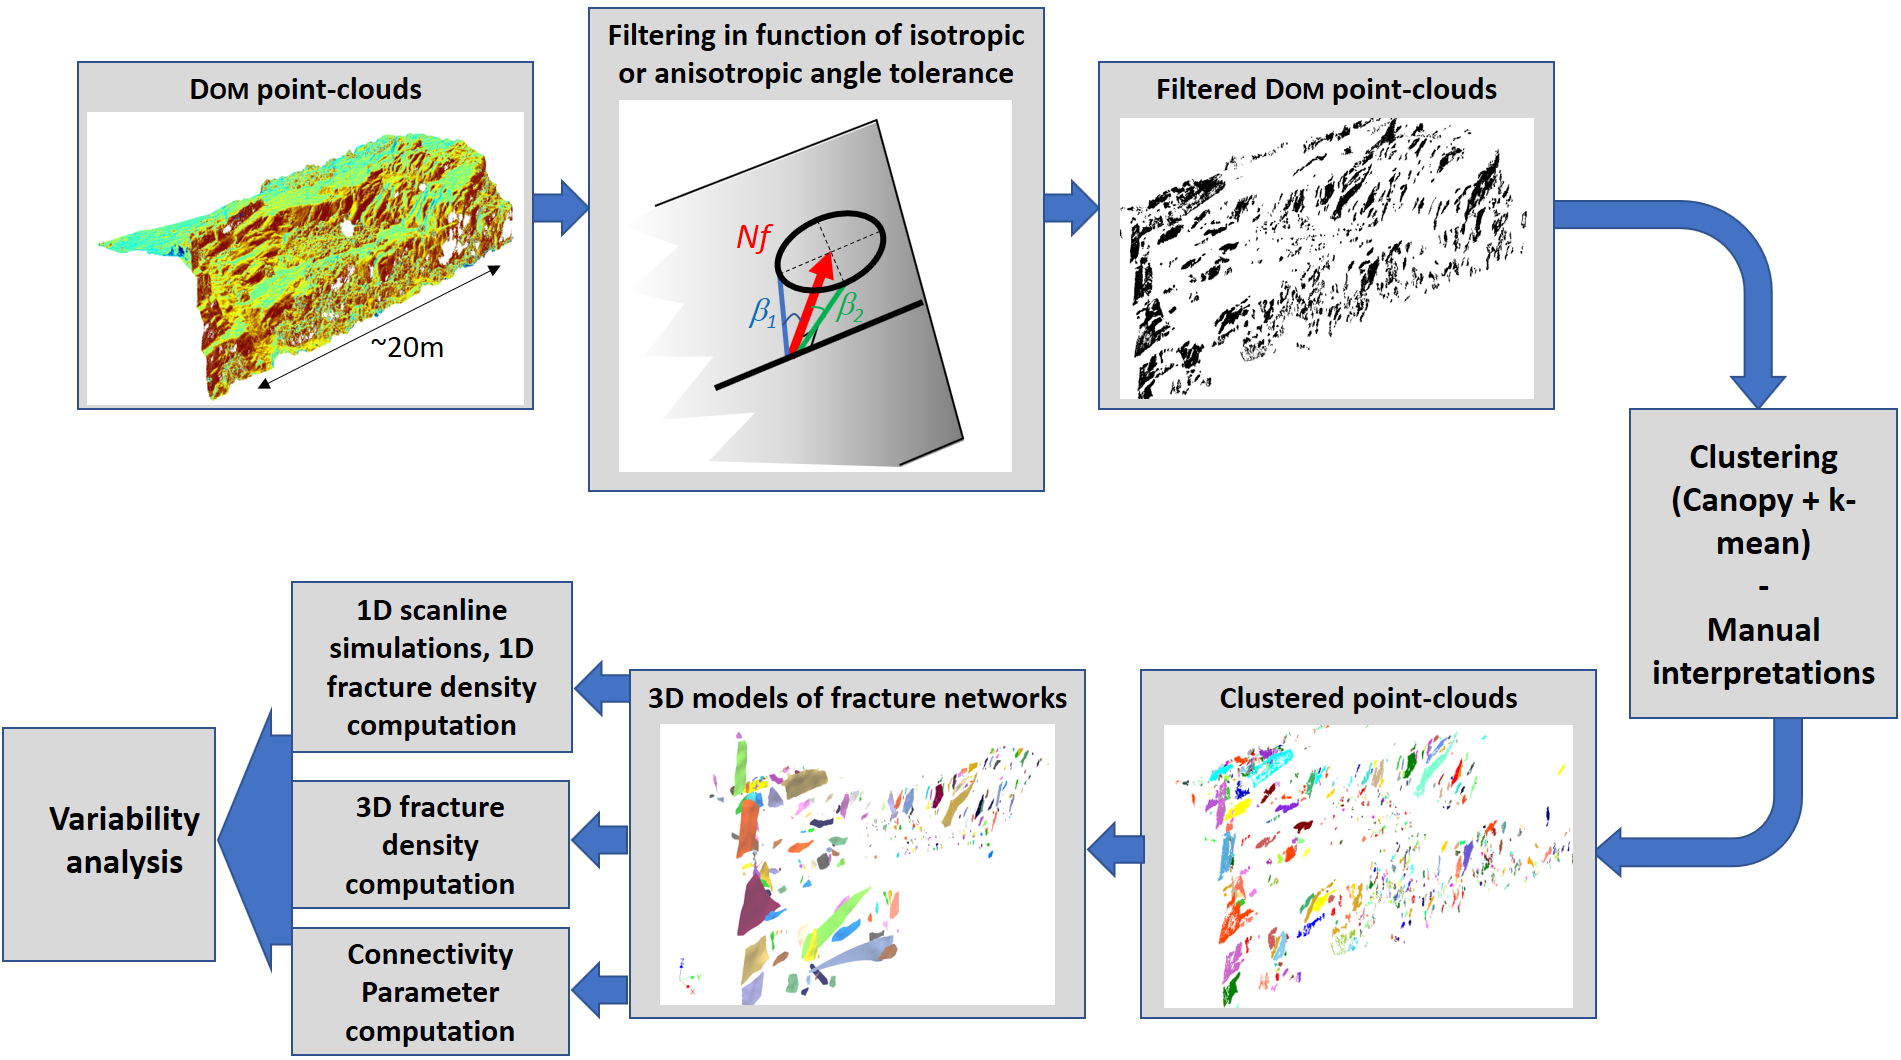 DOM point-clouds
~20m
Filtering in function of isotropic
or anisotropic angle tolerance
Nf
β1
β2
Filtered DOM point-clouds
Clustering
(Canopy + k-
mean)
-
Manual
interpretations
Clustered point-clouds
3D models of fracture networks
Z
Y
X
1D scanline
simulations, 1D
fracture density
computation
3D fracture
density
computation
Connectivity
Parameter
computation
Variability
analysis